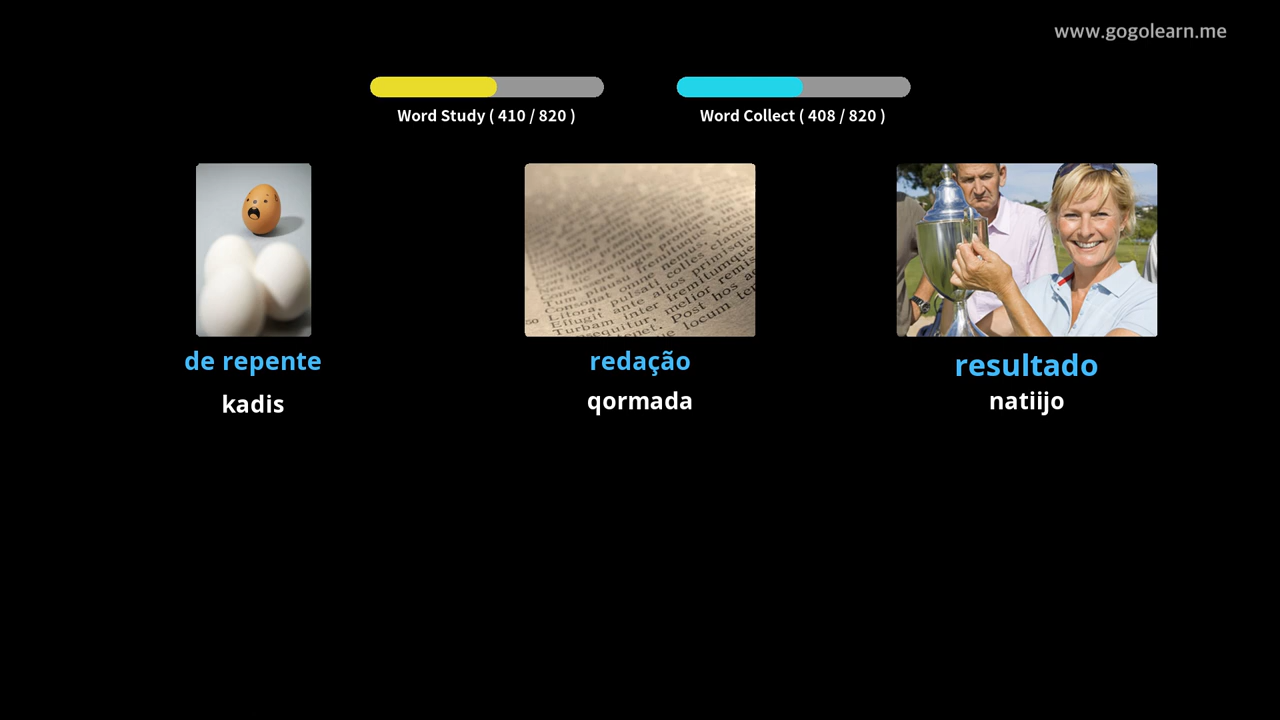 www.gogolearn.me
Word Study ( 410 / 820 )
Word Collect ( 408 / 820 )
de repente
kadis
redação
qormada
resultado
natiijo